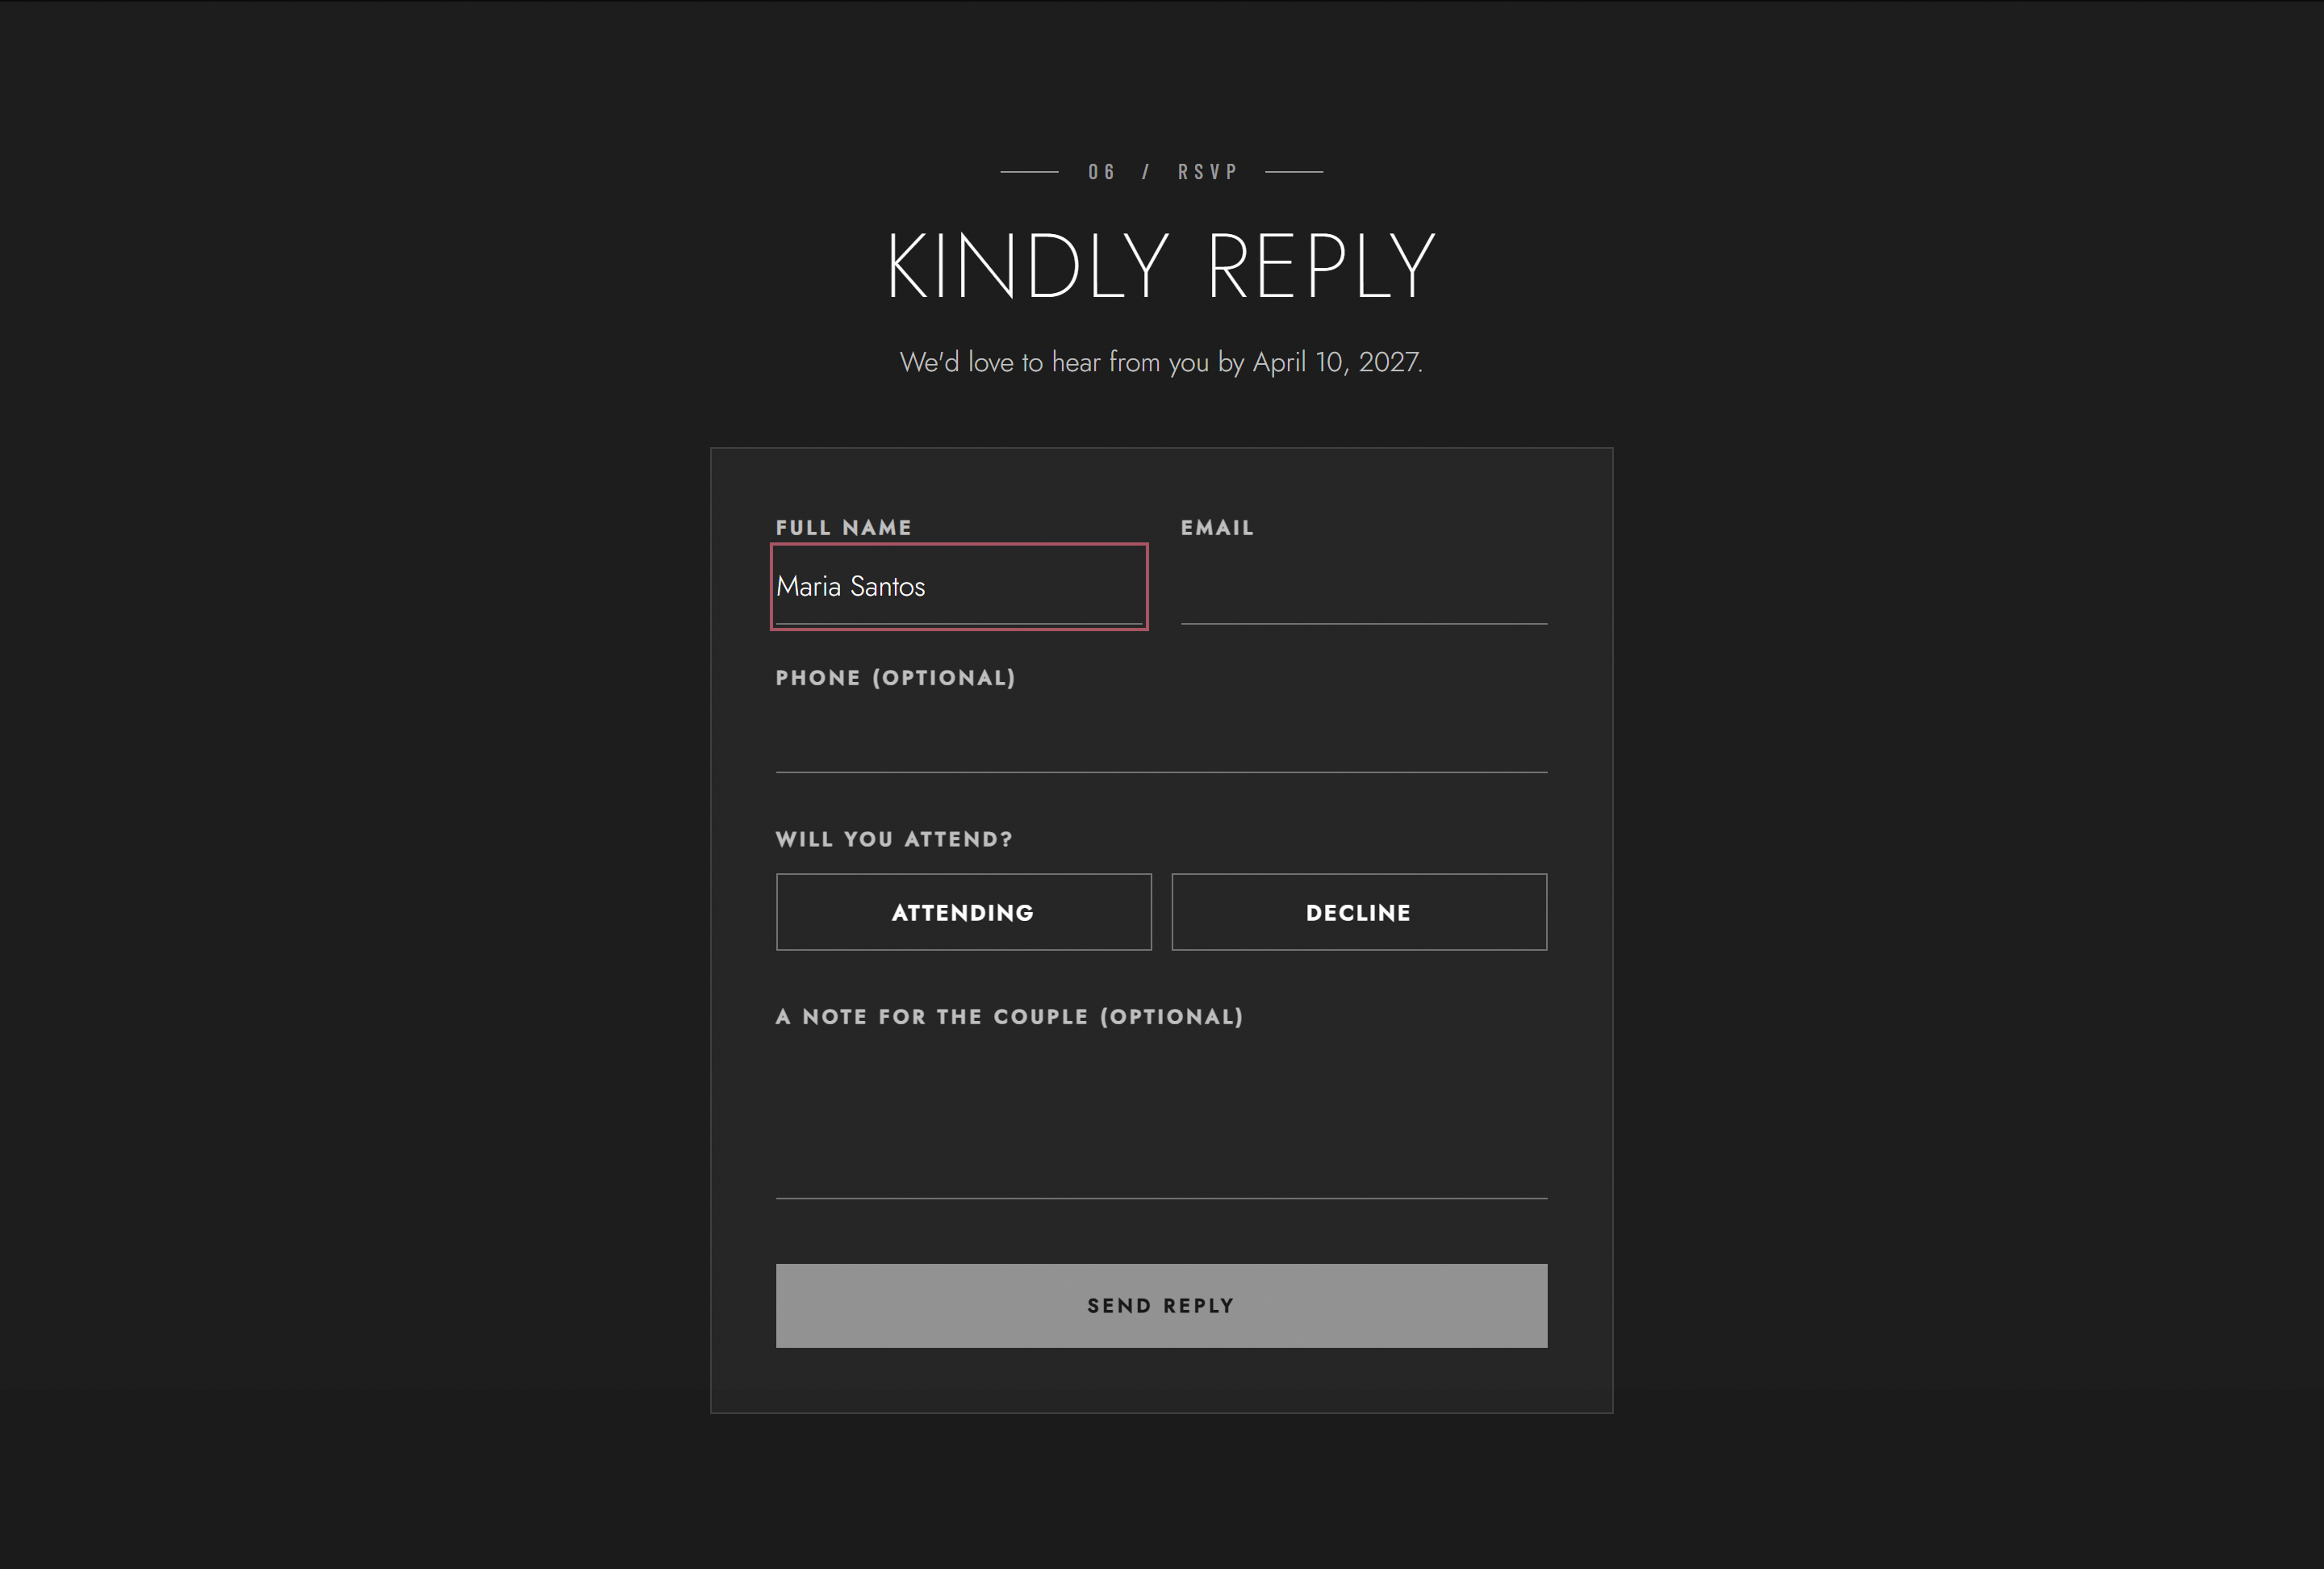 06 / RSVP
KINDLY REPLY
We'd love to hear from you by April 10, 2027.
FULL NAME
EMAIL
Maria Santos
PHONE (OPTIONAL)
WILL YOU ATTEND?
ATTENDING
DECLINE
A NOTE FOR THE COUPLE (OPTIONAL)
SEND REPLY